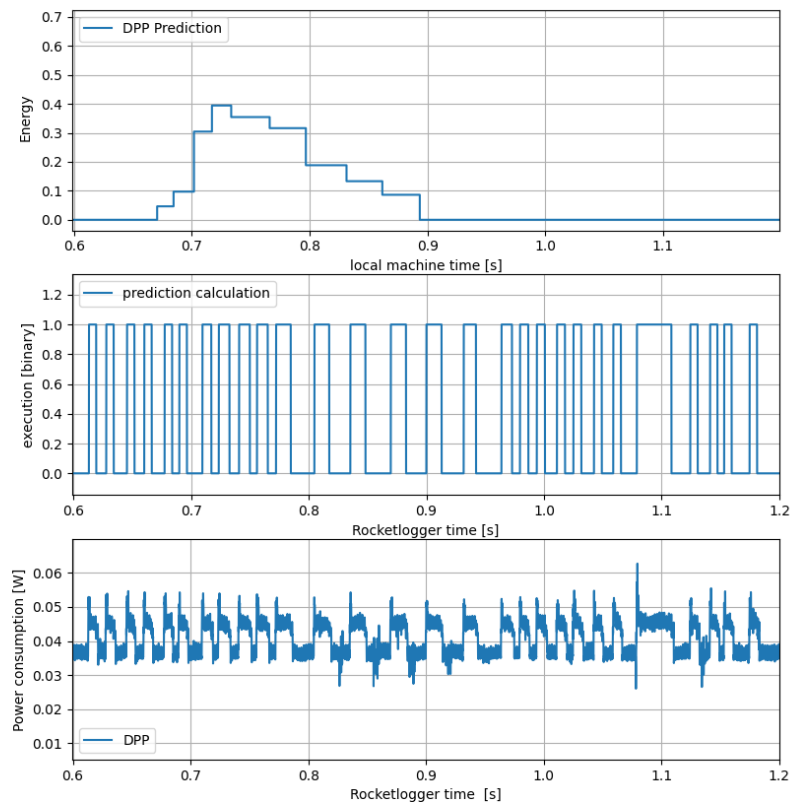 0.7
DPP Prediction
0.6
0.5
0.4
Energy
0.3
0.2
0.1
0.0
0.6 0.7 0.8 0.9 1.0 1.1
local machine time [s]
1.2
prediction calculation
1.0
0.8
execution [binary]
0.6
0.4
0.2
0.0
0.6 0.7 0.8 0.9 1.0 1.1 1.2
Rocketlogger time [s]
0.06
0.05
0.04
Power consumption [W]
0.03
0.02
0.01
DPP
0.6 0.7 0.8 0.9 1.0 1.1 1.2
Rocketlogger time [s]